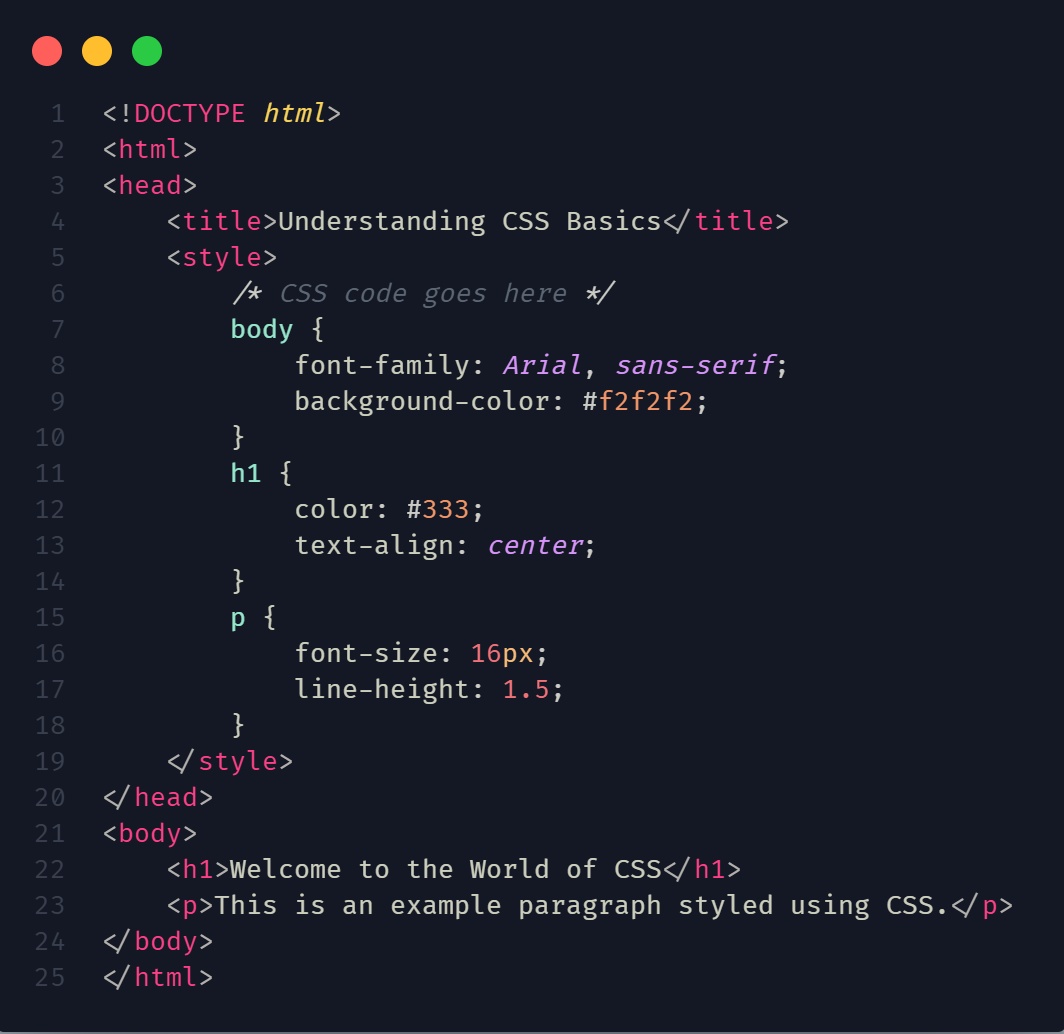 1 <!DOCTYPE html>
2 <html>
3 <head>
4     <title>Understanding CSS Basics</title>
5     <style>
6         /* CSS code goes here */
7         body {
8             font-family: Arial, sans-serif;
9             background-color: #f2f2f2;
10         }
11         h1 {
12             color: #333;
13             text-align: center;
14         }
15         p {
16             font-size: 16px;
17             line-height: 1.5;
18         }
19     </style>
20 </head>
21 <body>
22     <h1>Welcome to the World of CSS</h1>
23     <p>This is an example paragraph styled using CSS.</p>
24 </body>
25 </html>